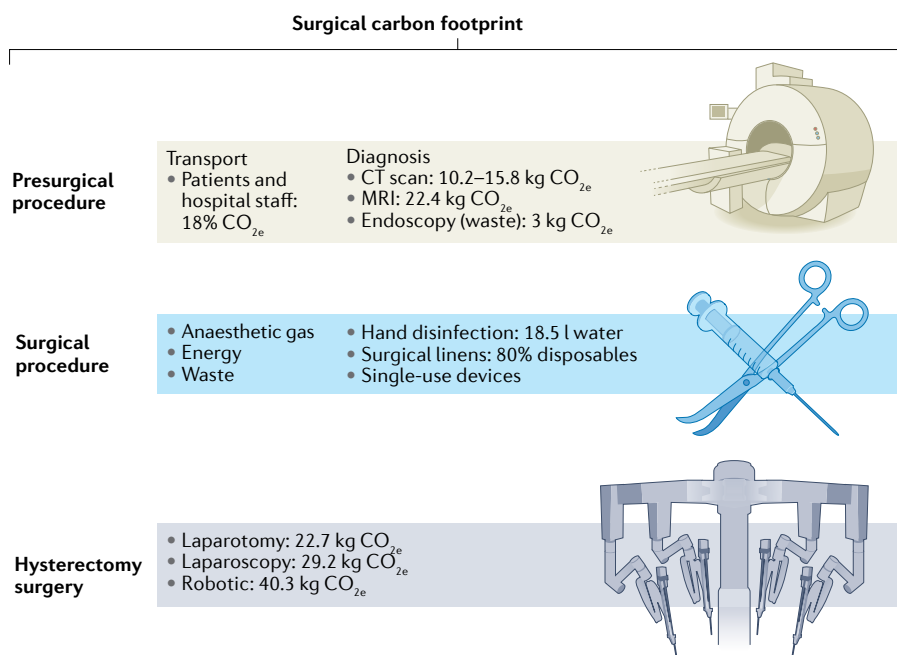 Surgical carbon footprint
Presurgical
procedure
Transport
• Patients and
hospital staff:
18% CO₂e
Diagnosis
• CT scan: 10.2–15.8 kg CO₂e
• MRI: 22.4 kg CO₂e
• Endoscopy (waste): 3 kg CO₂e
Surgical
procedure
• Anaesthetic gas
• Energy
• Waste
• Hand disinfection: 18.5 l water
• Surgical linens: 80% disposables
• Single-use devices
Hysterectomy
surgery
• Laparotomy: 22.7 kg CO₂e
• Laparoscopy: 29.2 kg CO₂e
• Robotic: 40.3 kg CO₂e